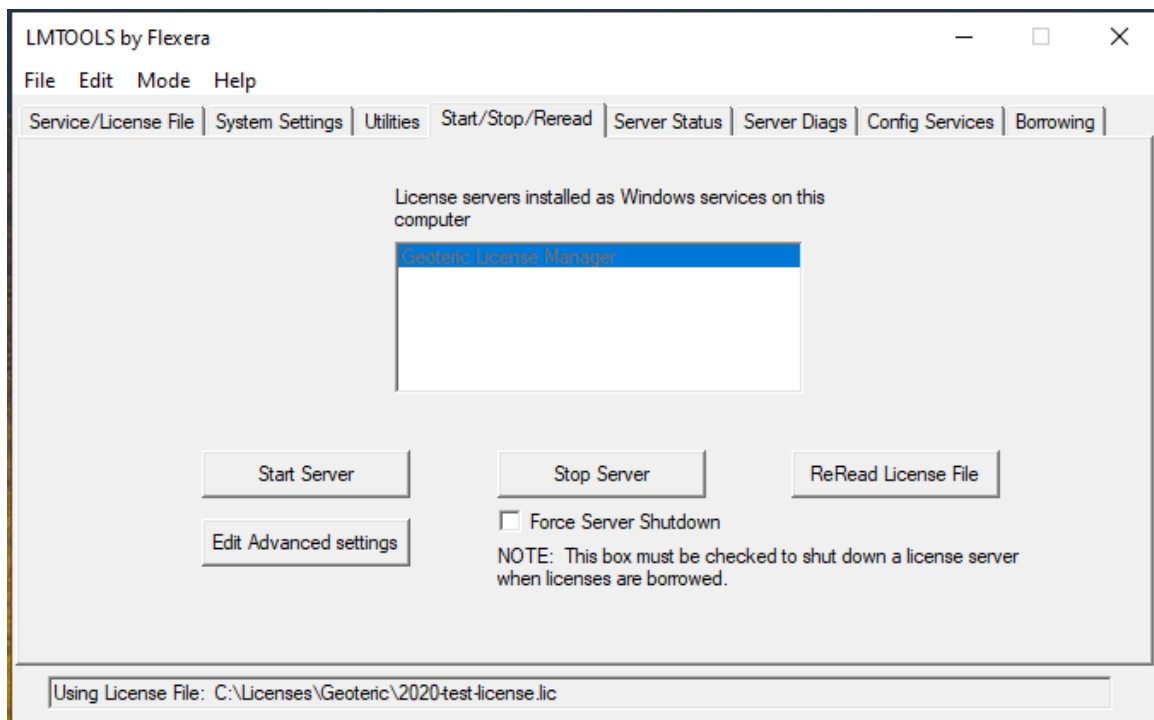 LMTOOLS by Flexera
File Edit Mode Help
Service/License File System Settings Utilities Start/Stop/Reread Server Status Server Diags Config Services Borrowing
License servers installed as Windows services on this
computer
Geoteric License Manager
Start Server Stop Server ReRead License File
Edit Advanced settings Force Server Shutdown
NOTE: This box must be checked to shut down a license server
when licenses are borrowed.
Using License File: C:\Licenses\Geoteric\2020-test-license.lic